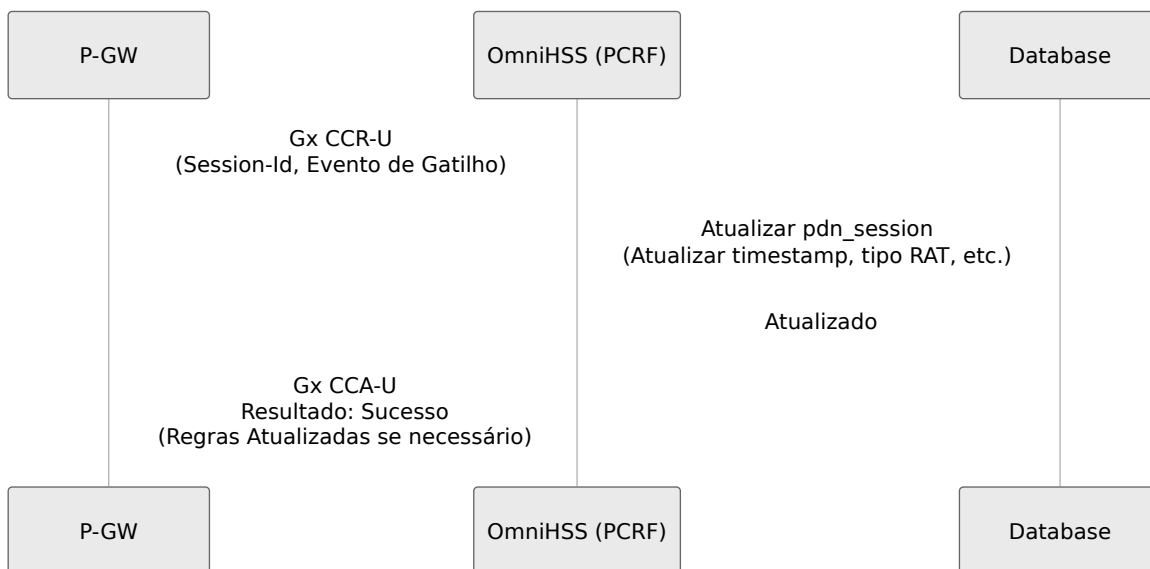 P-GW
OmniHSS (PCRF)
Database
Gx CCR-U
(Session-Id, Evento de Gatilho)
Atualizar pdn_session
(Atualizar timestamp, tipo RAT, etc.)
Atualizado
Gx CCA-U
Resultado: Sucesso
(Regras Atualizadas se necessário)
P-GW
OmniHSS (PCRF)
Database